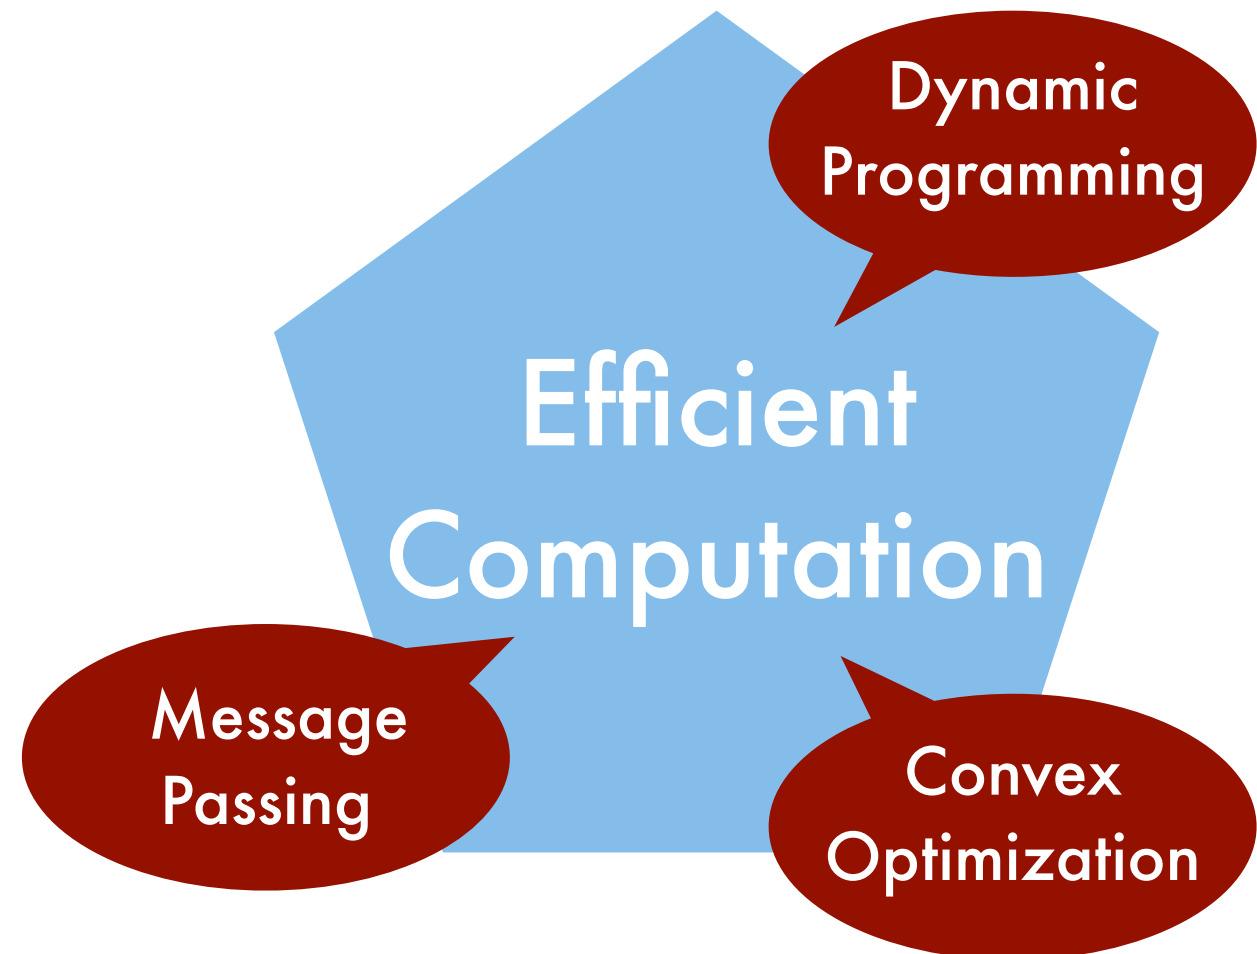 Dynamic
Programming
Efficient
Computation
Message
Passing
Convex
Optimization